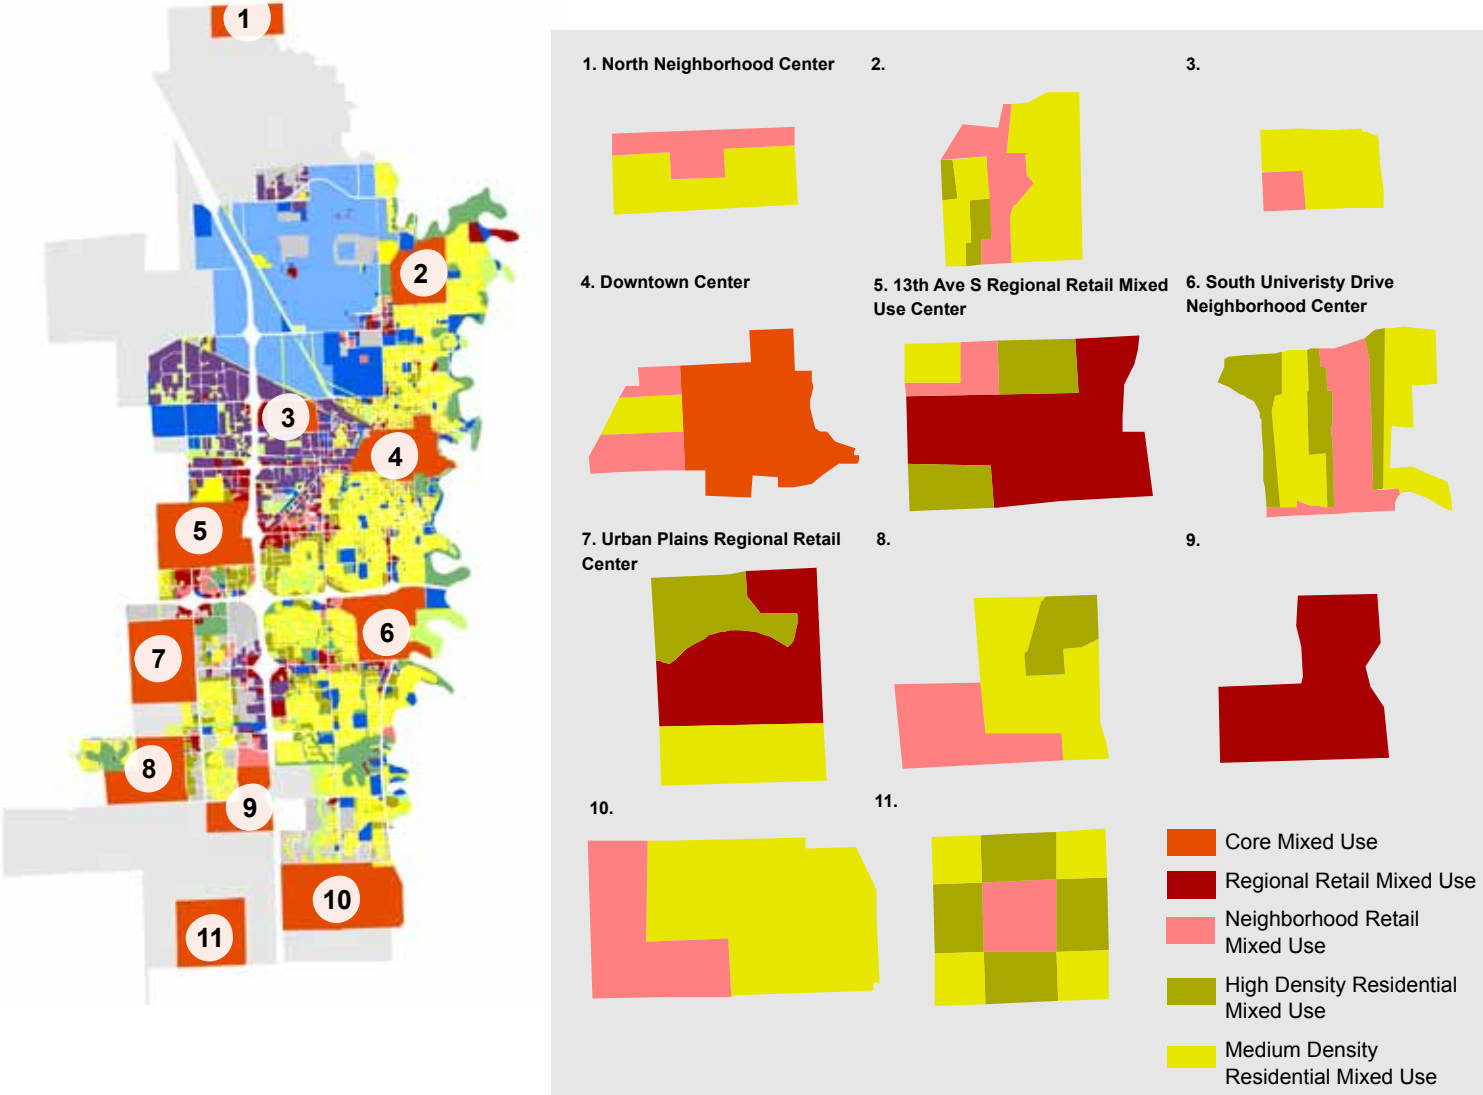 1
2
3
4
5
6
7
8
9
10
11
1. North Neighborhood Center
2.
3.
4. Downtown Center
5. 13th Ave S Regional Retail Mixed
Use Center
6. South Univeristy Drive
Neighborhood Center
7. Urban Plains Regional Retail
Center
8.
9.
10.
11.
Core Mixed Use
Regional Retail Mixed Use
Neighborhood Retail
Mixed Use
High Density Residential
Mixed Use
Medium Density
Residential Mixed Use